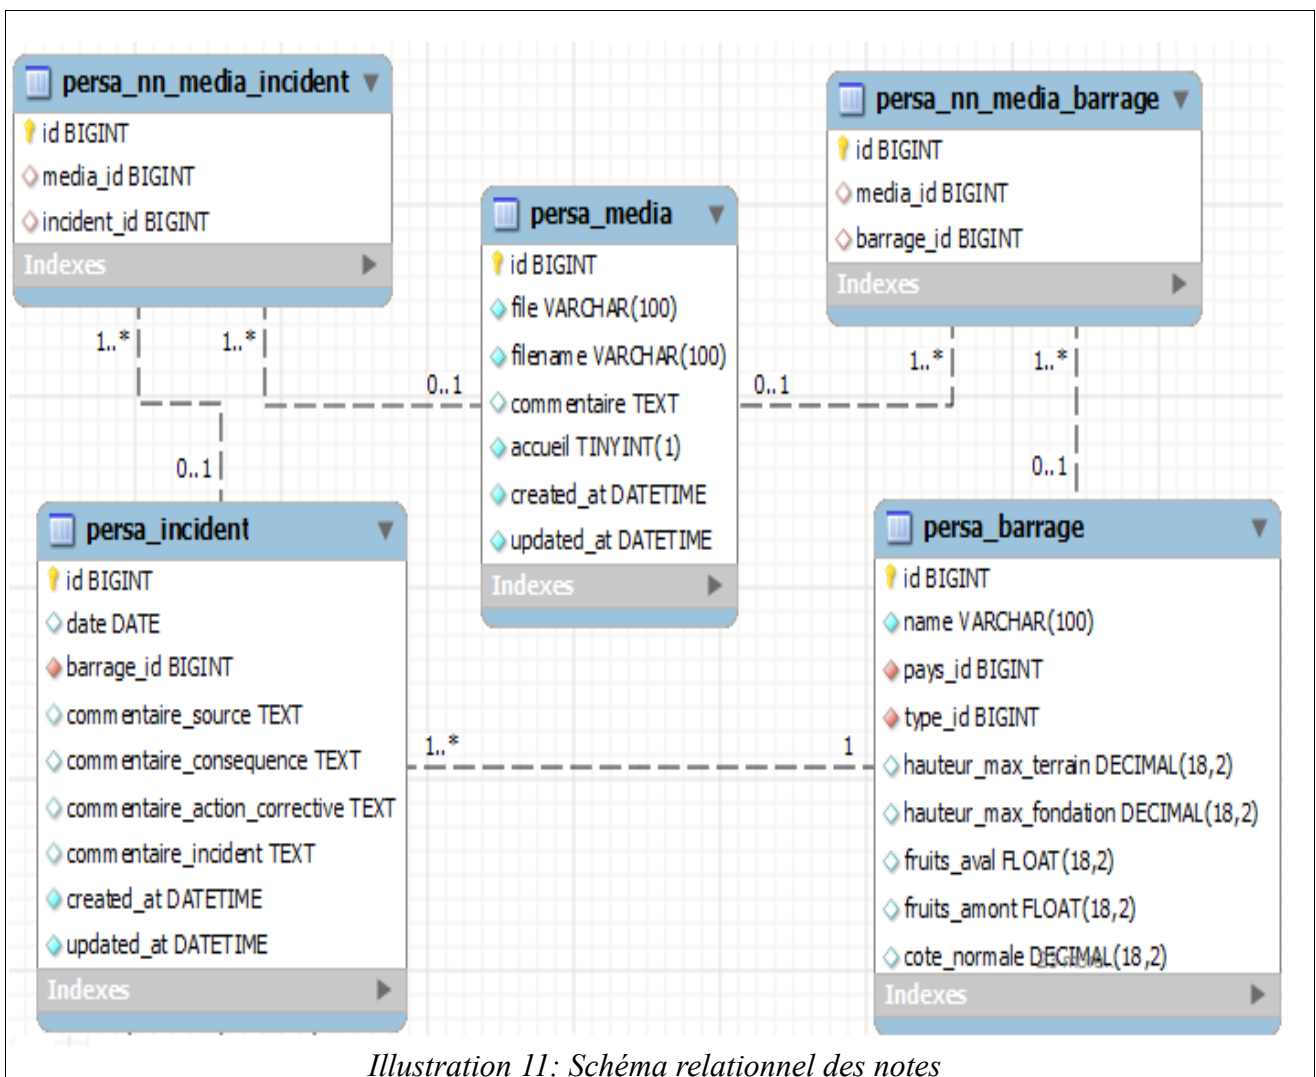 persa_nn_media_incident
id BIGINT
media_id BIGINT
incident_id BIGINT
Indexes
persa_nn_media_barrage
id BIGINT
media_id BIGINT
barrage_id BIGINT
Indexes
persa_media
id BIGINT
file VARCHAR(100)
filename VARCHAR(100)
commentaire TEXT
accueil TINYINT(1)
created_at DATETIME
updated_at DATETIME
Indexes
1..*
1..*
0..1
0..1
0..1
1..*
1..*
0..1
persa_incident
id BIGINT
date DATE
barrage_id BIGINT
commentaire_source TEXT
commentaire_consequence TEXT
commentaire_action_corrective TEXT
commentaire_incident TEXT
created_at DATETIME
updated_at DATETIME
Indexes
1..*
1
persa_barrage
id BIGINT
name VARCHAR(100)
pays_id BIGINT
type_id BIGINT
hauteur_max_terrain DECIMAL(18,2)
hauteur_max_fondation DECIMAL(18,2)
fruits_aval FLOAT(18,2)
fruits_amont FLOAT(18,2)
cote_normale DECIMAL(18,2)
Indexes
Illustration 11: Schéma relationnel des notes